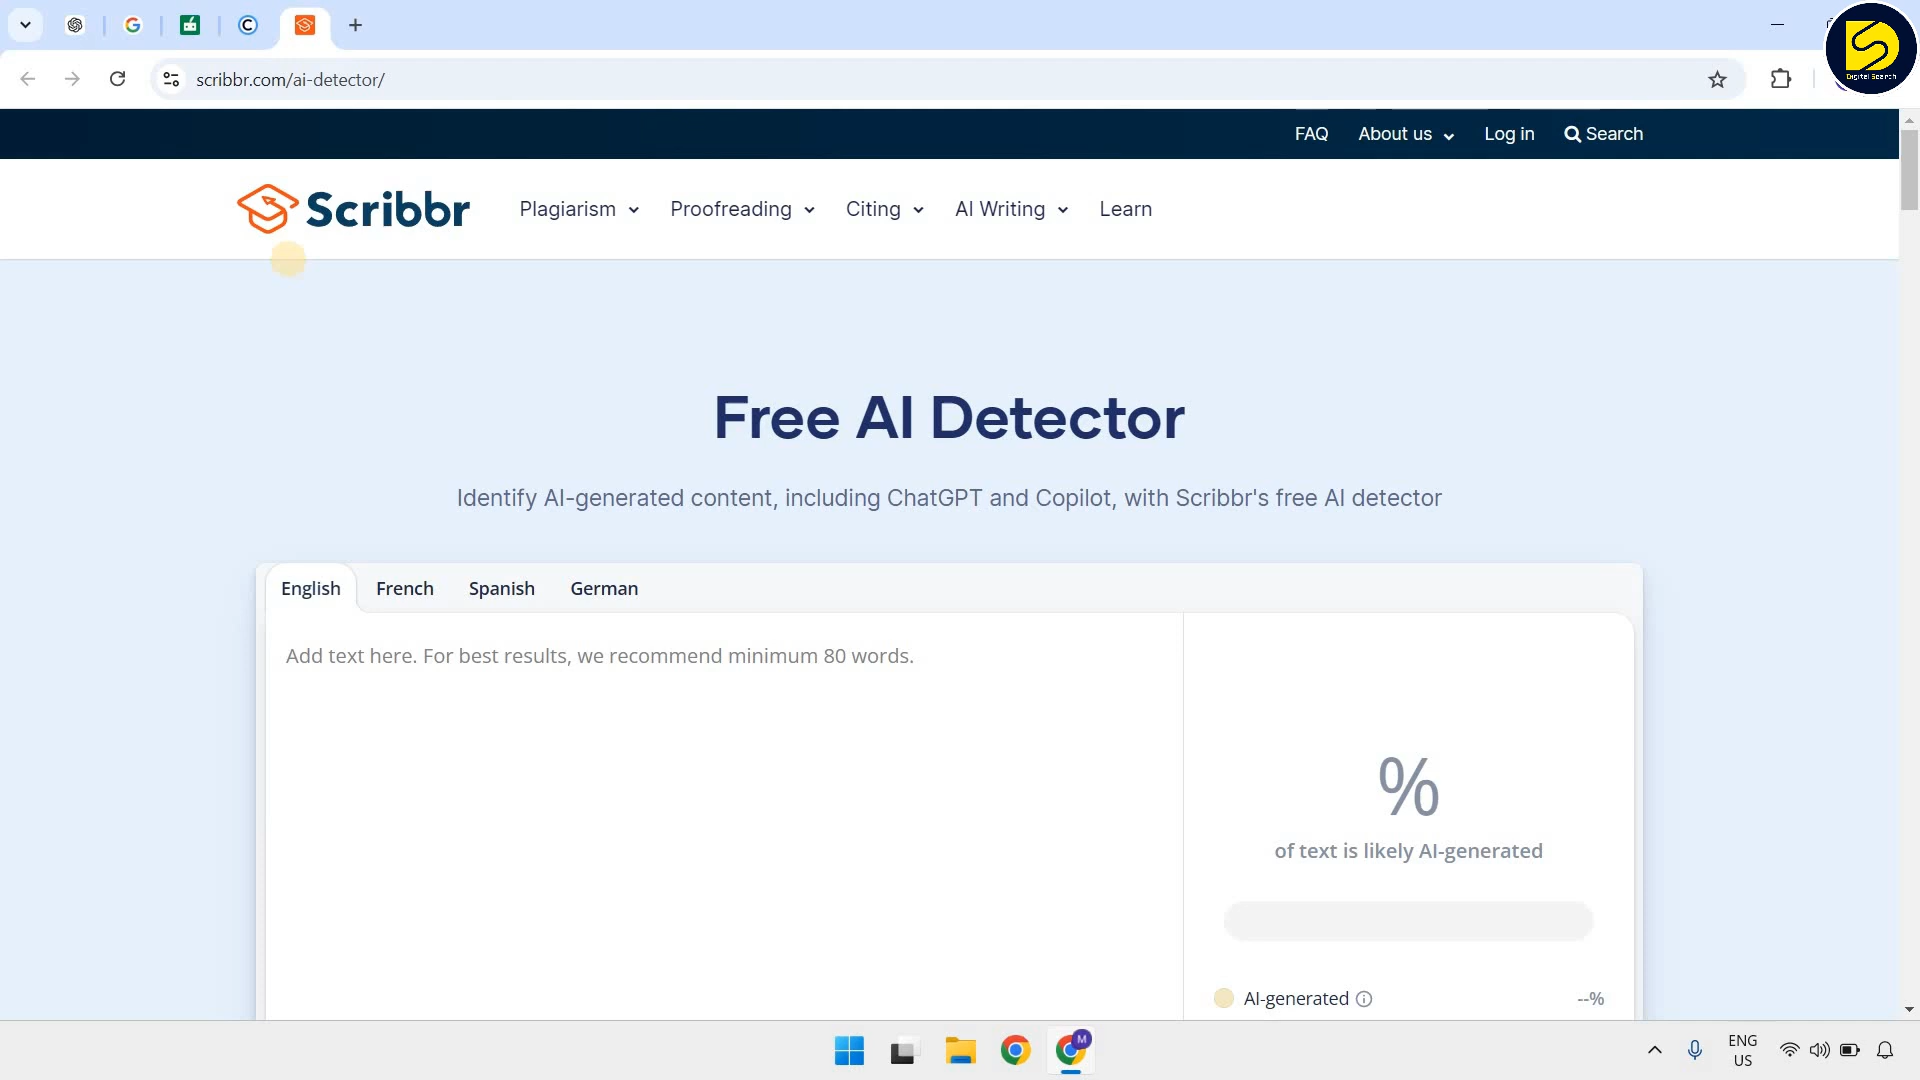 scribbr.com/ai-detector/
Digital Search
FAQ About us Log in Search
Scribbr Plagiarism Proofreading Citing AI Writing Learn
Free AI Detector
Identify AI-generated content, including ChatGPT and Copilot, with Scribbr's free AI detector
English French Spanish German
Add text here. For best results, we recommend minimum 80 words.
%
of text is likely AI-generated
AI-generated --%
M
ENG
US